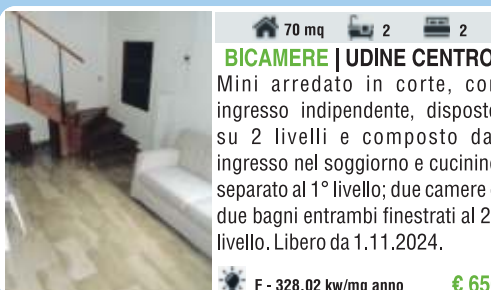 70 mq 2 2
BICAMERE | UDINE CENTRO
Mini arredato in corte, con
ingresso indipendente, disposto
su 2 livelli e composto da
ingresso nel soggiorno e cucinino
separato al 1° livello; due camere
due bagni entrambi finestrati al 2
livello. Libero da 1.11.2024.
F - 328,02 kw/mq anno € 65